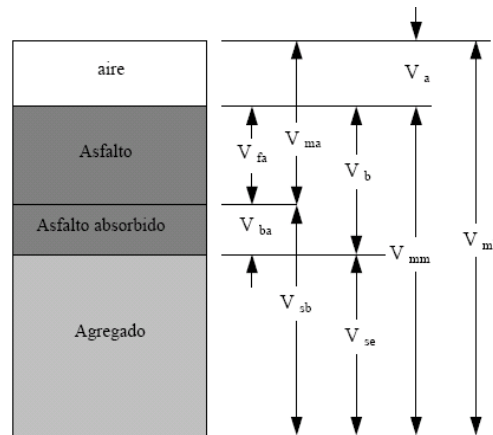 aire
V a
Asfalto
V fa
V ma
V b
Asfalto absorbido
V ba
V mm
V m
V sb
Agregado
V se